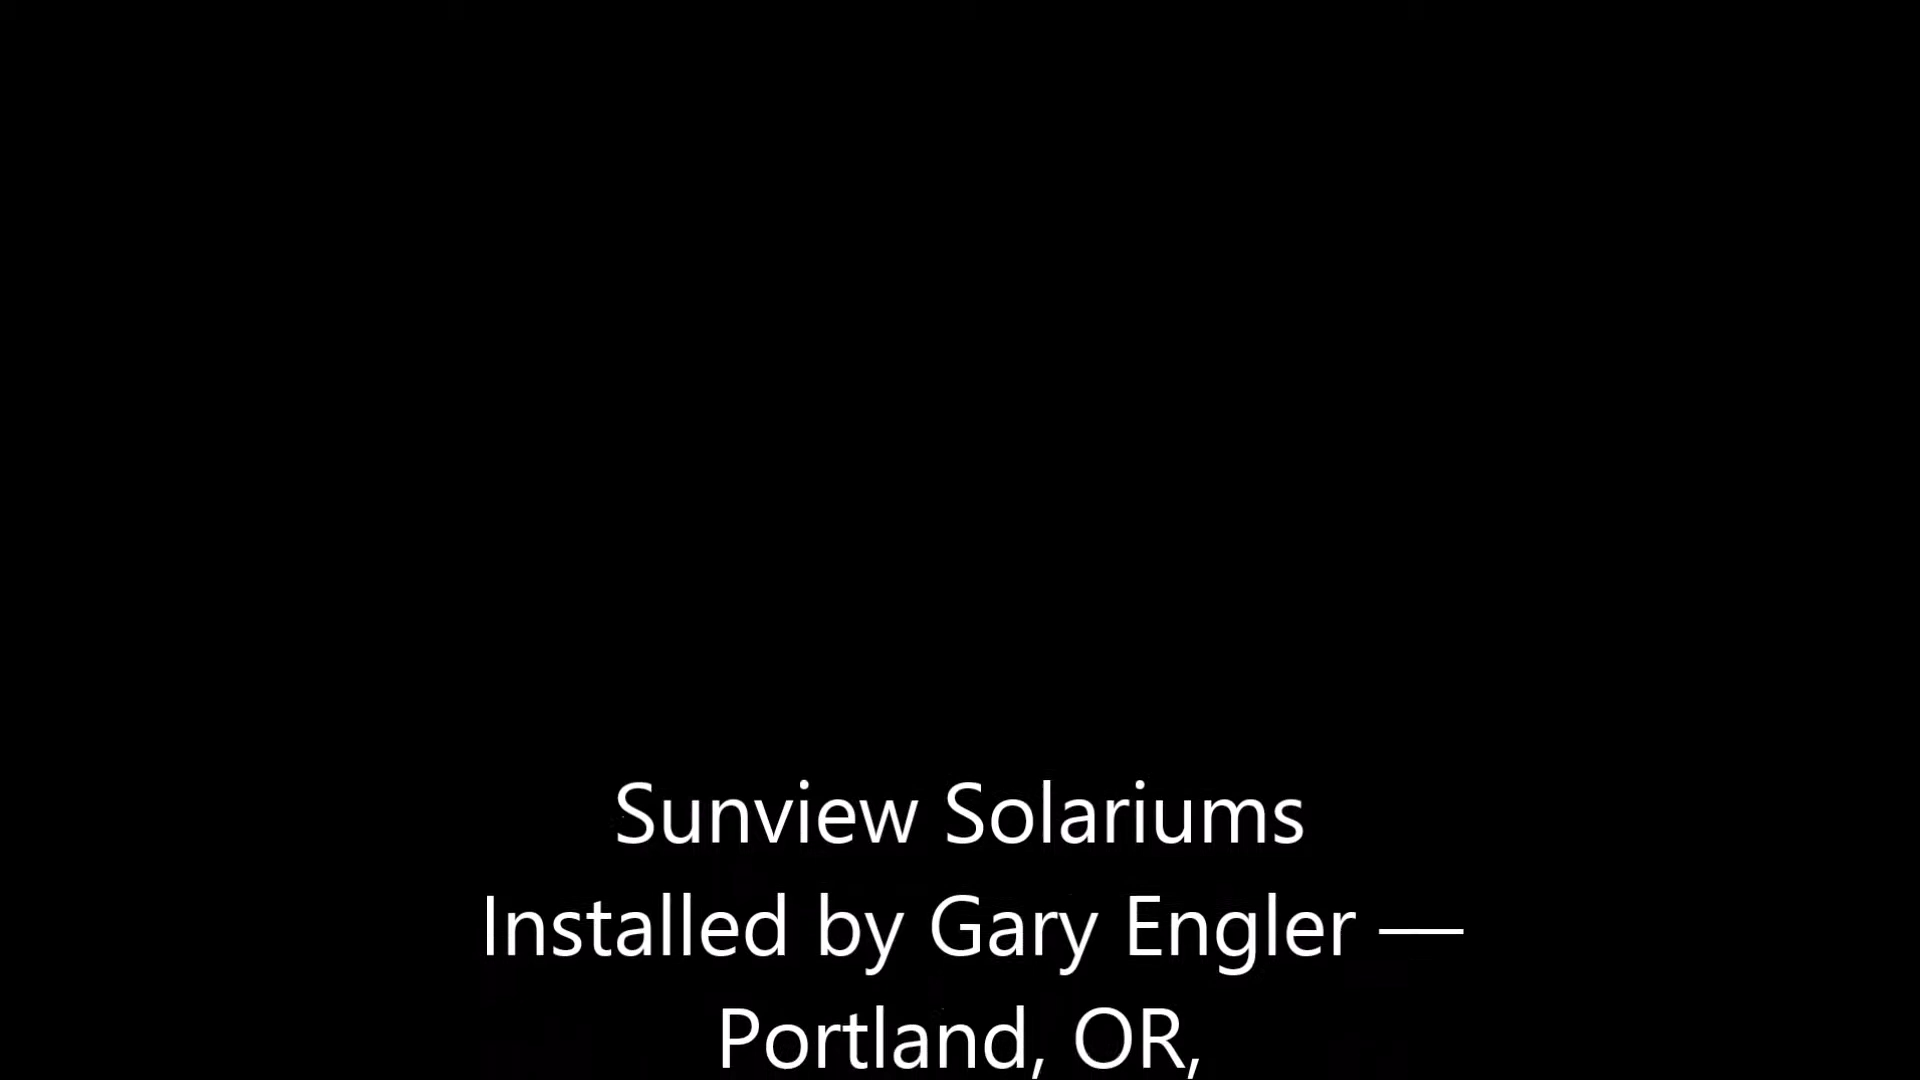 Sunview Solariums
Installed by Gary Engler —
Portland, OR,